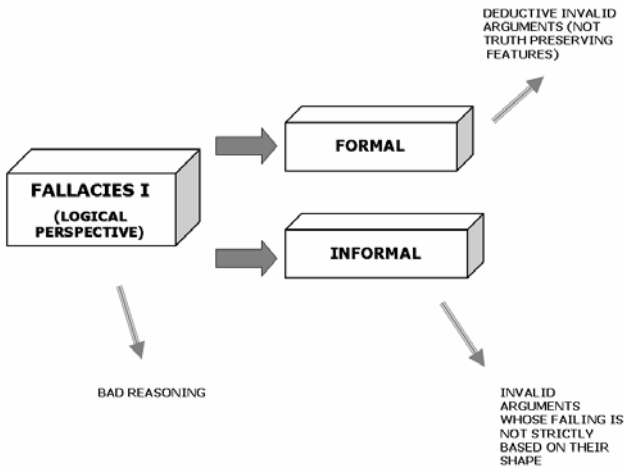 DEDUCTIVE INVALID
ARGUMENTS (NOT
TRUTH PRESERVING
FEATURES)
FORMAL
FALLACIES I
(LOGICAL
PERSPECTIVE)
INFORMAL
BAD REASONING
INVALID
ARGUMENTS
WHOSE FAILING IS
NOT STRICTLY
BASED ON THEIR
SHAPE